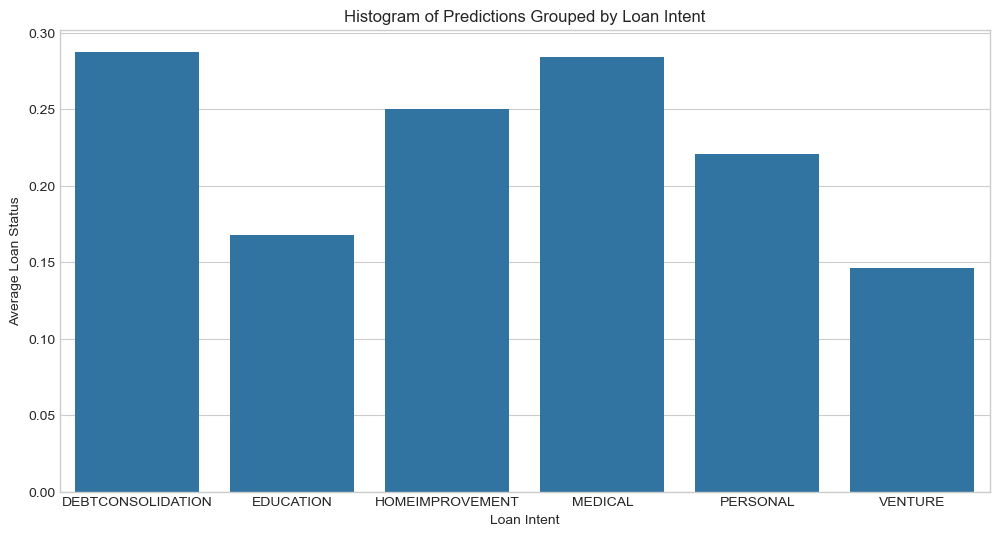 Histogram of Predictions Grouped by Loan Intent
Average Loan Status
0.30
0.25
0.20
0.15
0.10
0.05
0.00
DEBTCONSOLIDATION EDUCATION HOMEIMPROVEMENT MEDICAL PERSONAL VENTURE
Loan Intent